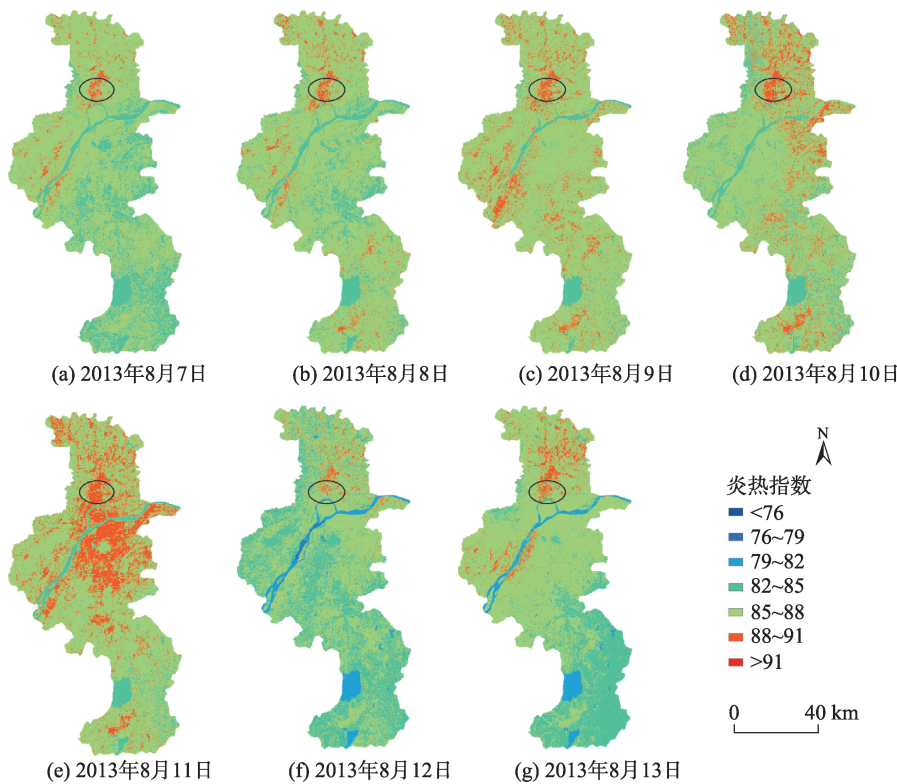 (a) 2013年8月7日
(b) 2013年8月8日
(c) 2013年8月9日
(d) 2013年8月10日
N
炎热指数
<76
76~79
79~82
82~85
85~88
88~91
>91
0 40 km
(e) 2013年8月11日
(f) 2013年8月12日
(g) 2013年8月13日